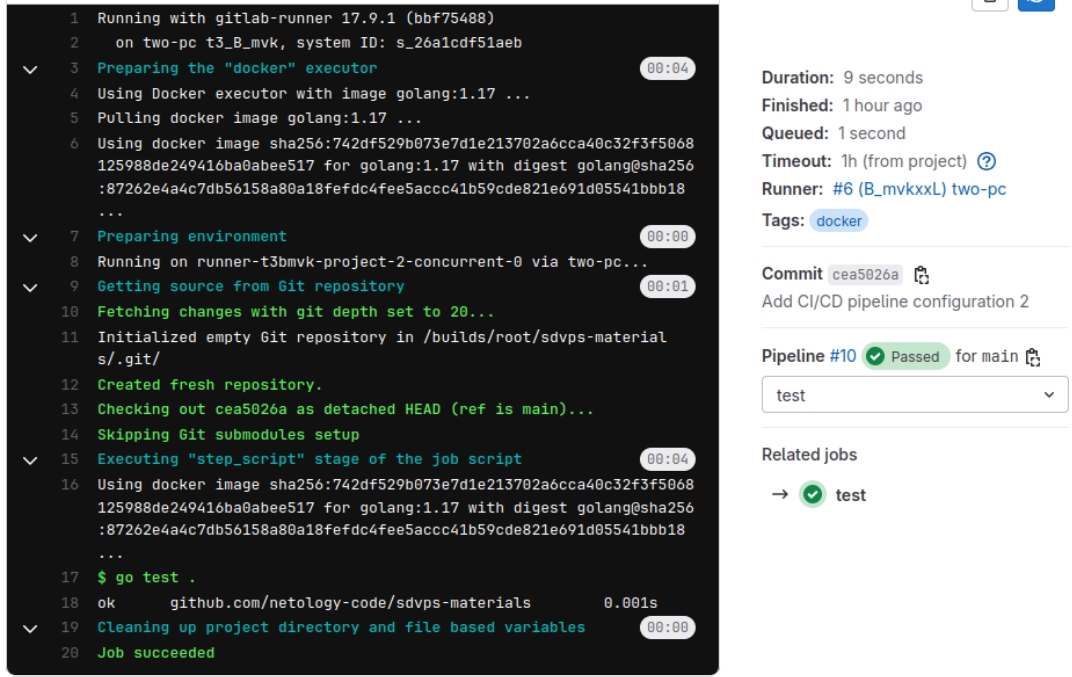 1 Running with gitlab-runner 17.9.1 (bbf75488)
2 on two-pc t3_B_mvk, system ID: s_26a1cdf51aeb
3 Preparing the "docker" executor 00:04
4 Using Docker executor with image golang:1.17 ...
5 Pulling docker image golang:1.17 ...
6 Using docker image sha256:742df529b073e7d1e213702a6cca40c32f3f5068
125988de249416ba0abee517 for golang:1.17 with digest golang@sha256
:87262e4a4c7db56158a80a18fefdc4fee5accc41b59cde821e691d05541bbb18
...
7 Preparing environment 00:00
8 Running on runner-t3bmvk-project-2-concurrent-0 via two-pc...
9 Getting source from Git repository 00:01
10 Fetching changes with git depth set to 20...
11 Initialized empty Git repository in /builds/root/sdvps-material
s/.git/
12 Created fresh repository.
13 Checking out cea5026a as detached HEAD (ref is main)...
14 Skipping Git submodules setup
15 Executing "step_script" stage of the job script 00:04
16 Using docker image sha256:742df529b073e7d1e213702a6cca40c32f3f5068
125988de249416ba0abee517 for golang:1.17 with digest golang@sha256
:87262e4a4c7db56158a80a18fefdc4fee5accc41b59cde821e691d05541bbb18
...
17 $ go test .
18 ok github.com/netology-code/sdvps-materials 0.001s
19 Cleaning up project directory and file based variables 00:00
20 Job succeeded
Duration: 9 seconds
Finished: 1 hour ago
Queued: 1 second
Timeout: 1h (from project)
Runner: #6 (B_mvkxxL) two-pc
Tags: docker
Commit cea5026a
Add CI/CD pipeline configuration 2
Pipeline #10 Passed for main
test
Related jobs
→ test